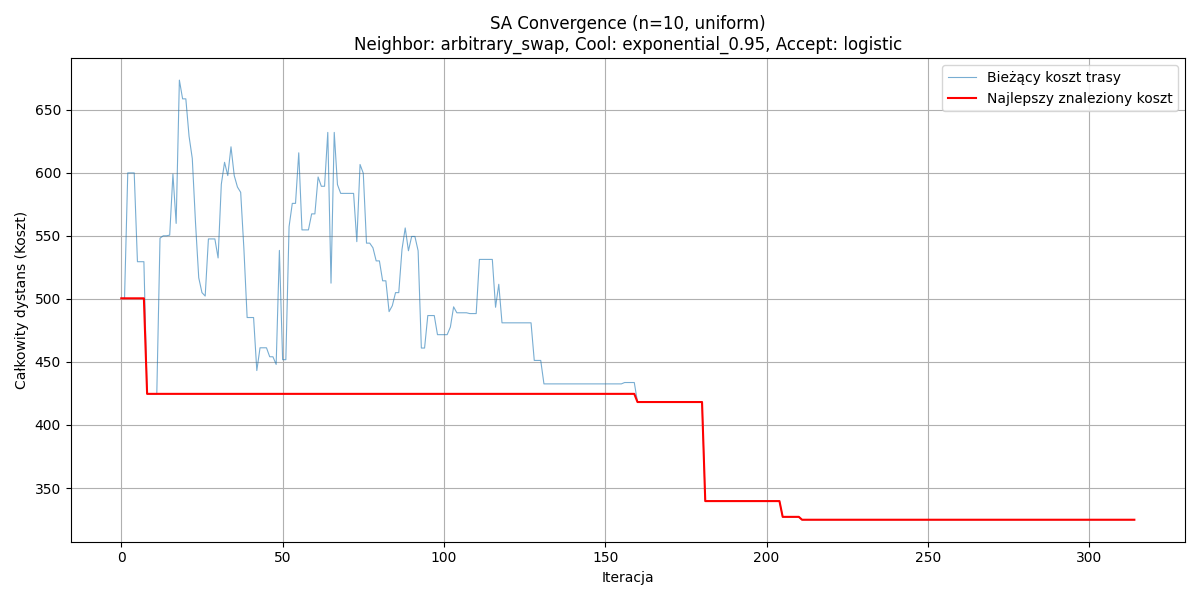 SA Convergence (n=10, uniform)
Neighbor: arbitrary_swap, Cool: exponential_0.95, Accept: logistic
Bieżący koszt trasy
Najlepszy znaleziony koszt
Całkowity dystans (Koszt)
650
600
550
500
450
400
350
0 50 100 150 200 250 300
Iteracja